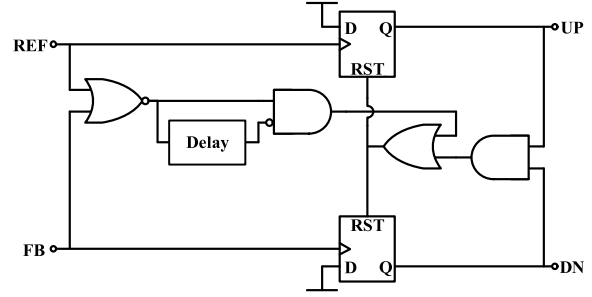 D Q UP
REF
RST
Delay
RST
FB
D Q DN